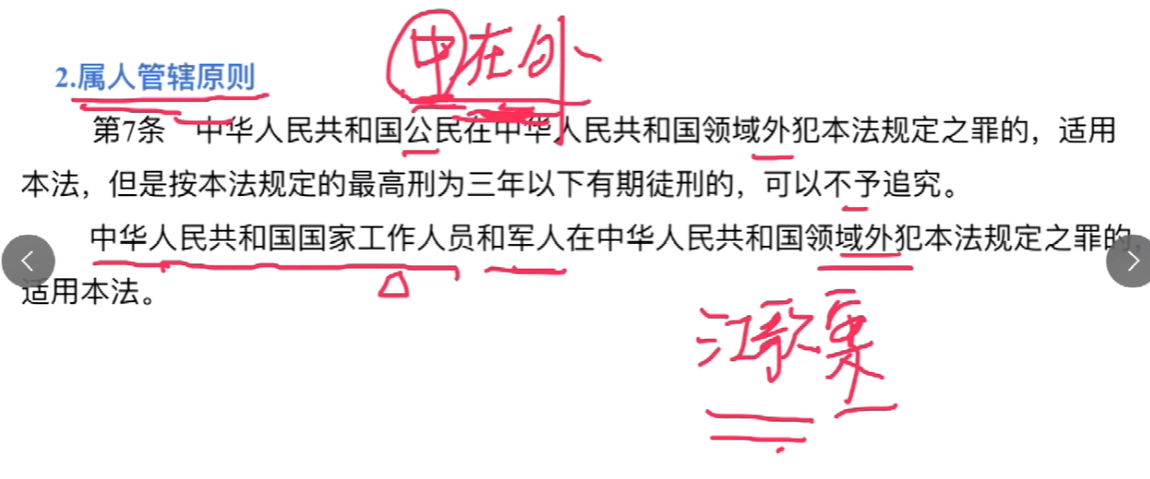 中在外
2.属人管辖原则
第7条 中华人民共和国公民在中华人民共和国领域外犯本法规定之罪的，适用
本法，但是按本法规定的最高刑为三年以下有期徒刑的，可以不予追究。
中华人民共和国国家工作人员和军人在中华人民共和国领域外犯本法规定之罪的，
适用本法。
江歌案